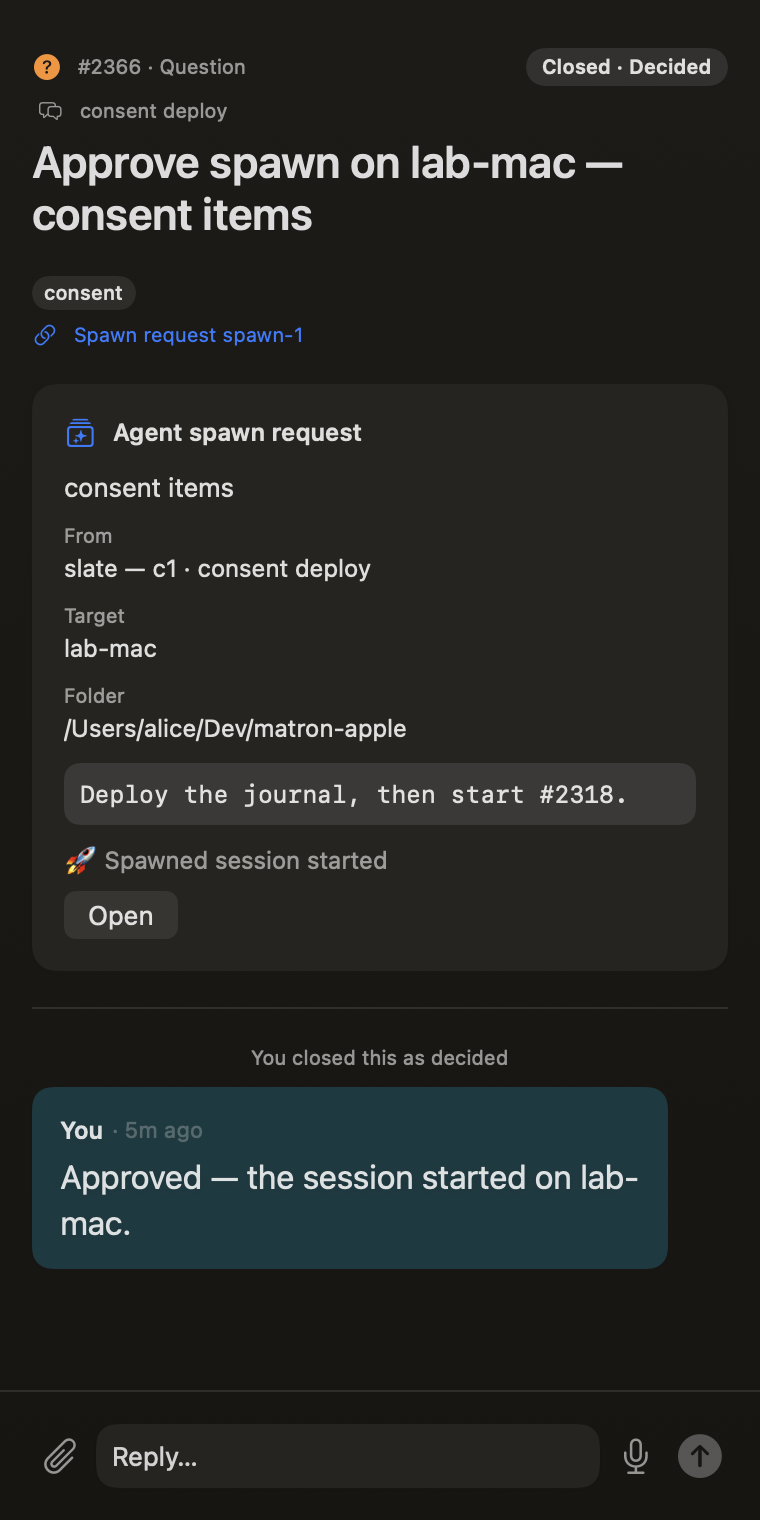 ? #2366 · Question
Closed · Decided
consent deploy
Approve spawn on lab-mac —
consent items
consent
Spawn request spawn-1
Agent spawn request
consent items
From
slate — c1 · consent deploy
Target
lab-mac
Folder
/Users/alice/Dev/matron-apple
Deploy the journal, then start #2318.
🚀 Spawned session started
Open
You closed this as decided
You · 5m ago
Approved — the session started on lab-
mac.
Reply...